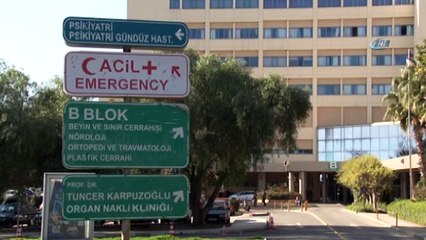 PSİKİYATRİ
PSİKİYATRİ GÜNDÜZ HAST.
ACİL+
EMERGENCY
B BLOK
BEYİN VE SİNİR CERRAHİSİ
NÖROLOJİ
ORTOPEDİ VE TRAVMATOLOJİ
PLASTİK CERRAHİ
PROF. DR.
TUNCER KARPUZOĞLU
ORGAN NAKLİ KLİNİĞİ
B